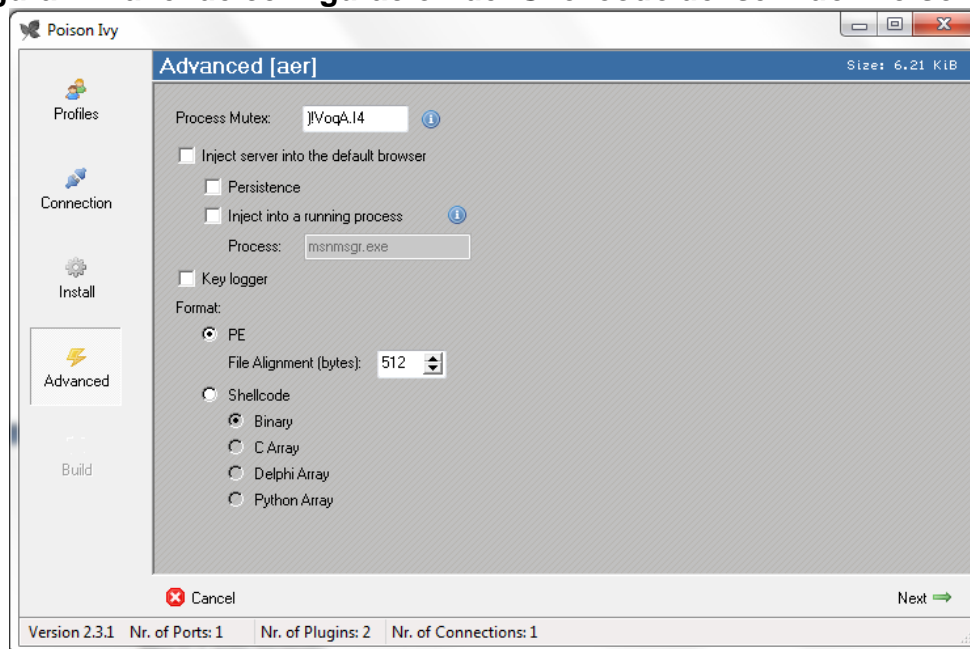 Poison Ivy
Advanced [aer]
Size: 6.21 KiB
Profiles
Connection
Install
Advanced
Build
Process Mutex: )!VoqA.I4
Inject server into the default browser
Persistence
Inject into a running process
Process: msnmsgr.exe
Key logger
Format:
PE
File Alignment (bytes): 512
Shellcode
Binary
C Array
Delphi Array
Python Array
Cancel
Next
Version 2.3.1 Nr. of Ports: 1 Nr. of Plugins: 2 Nr. of Connections: 1